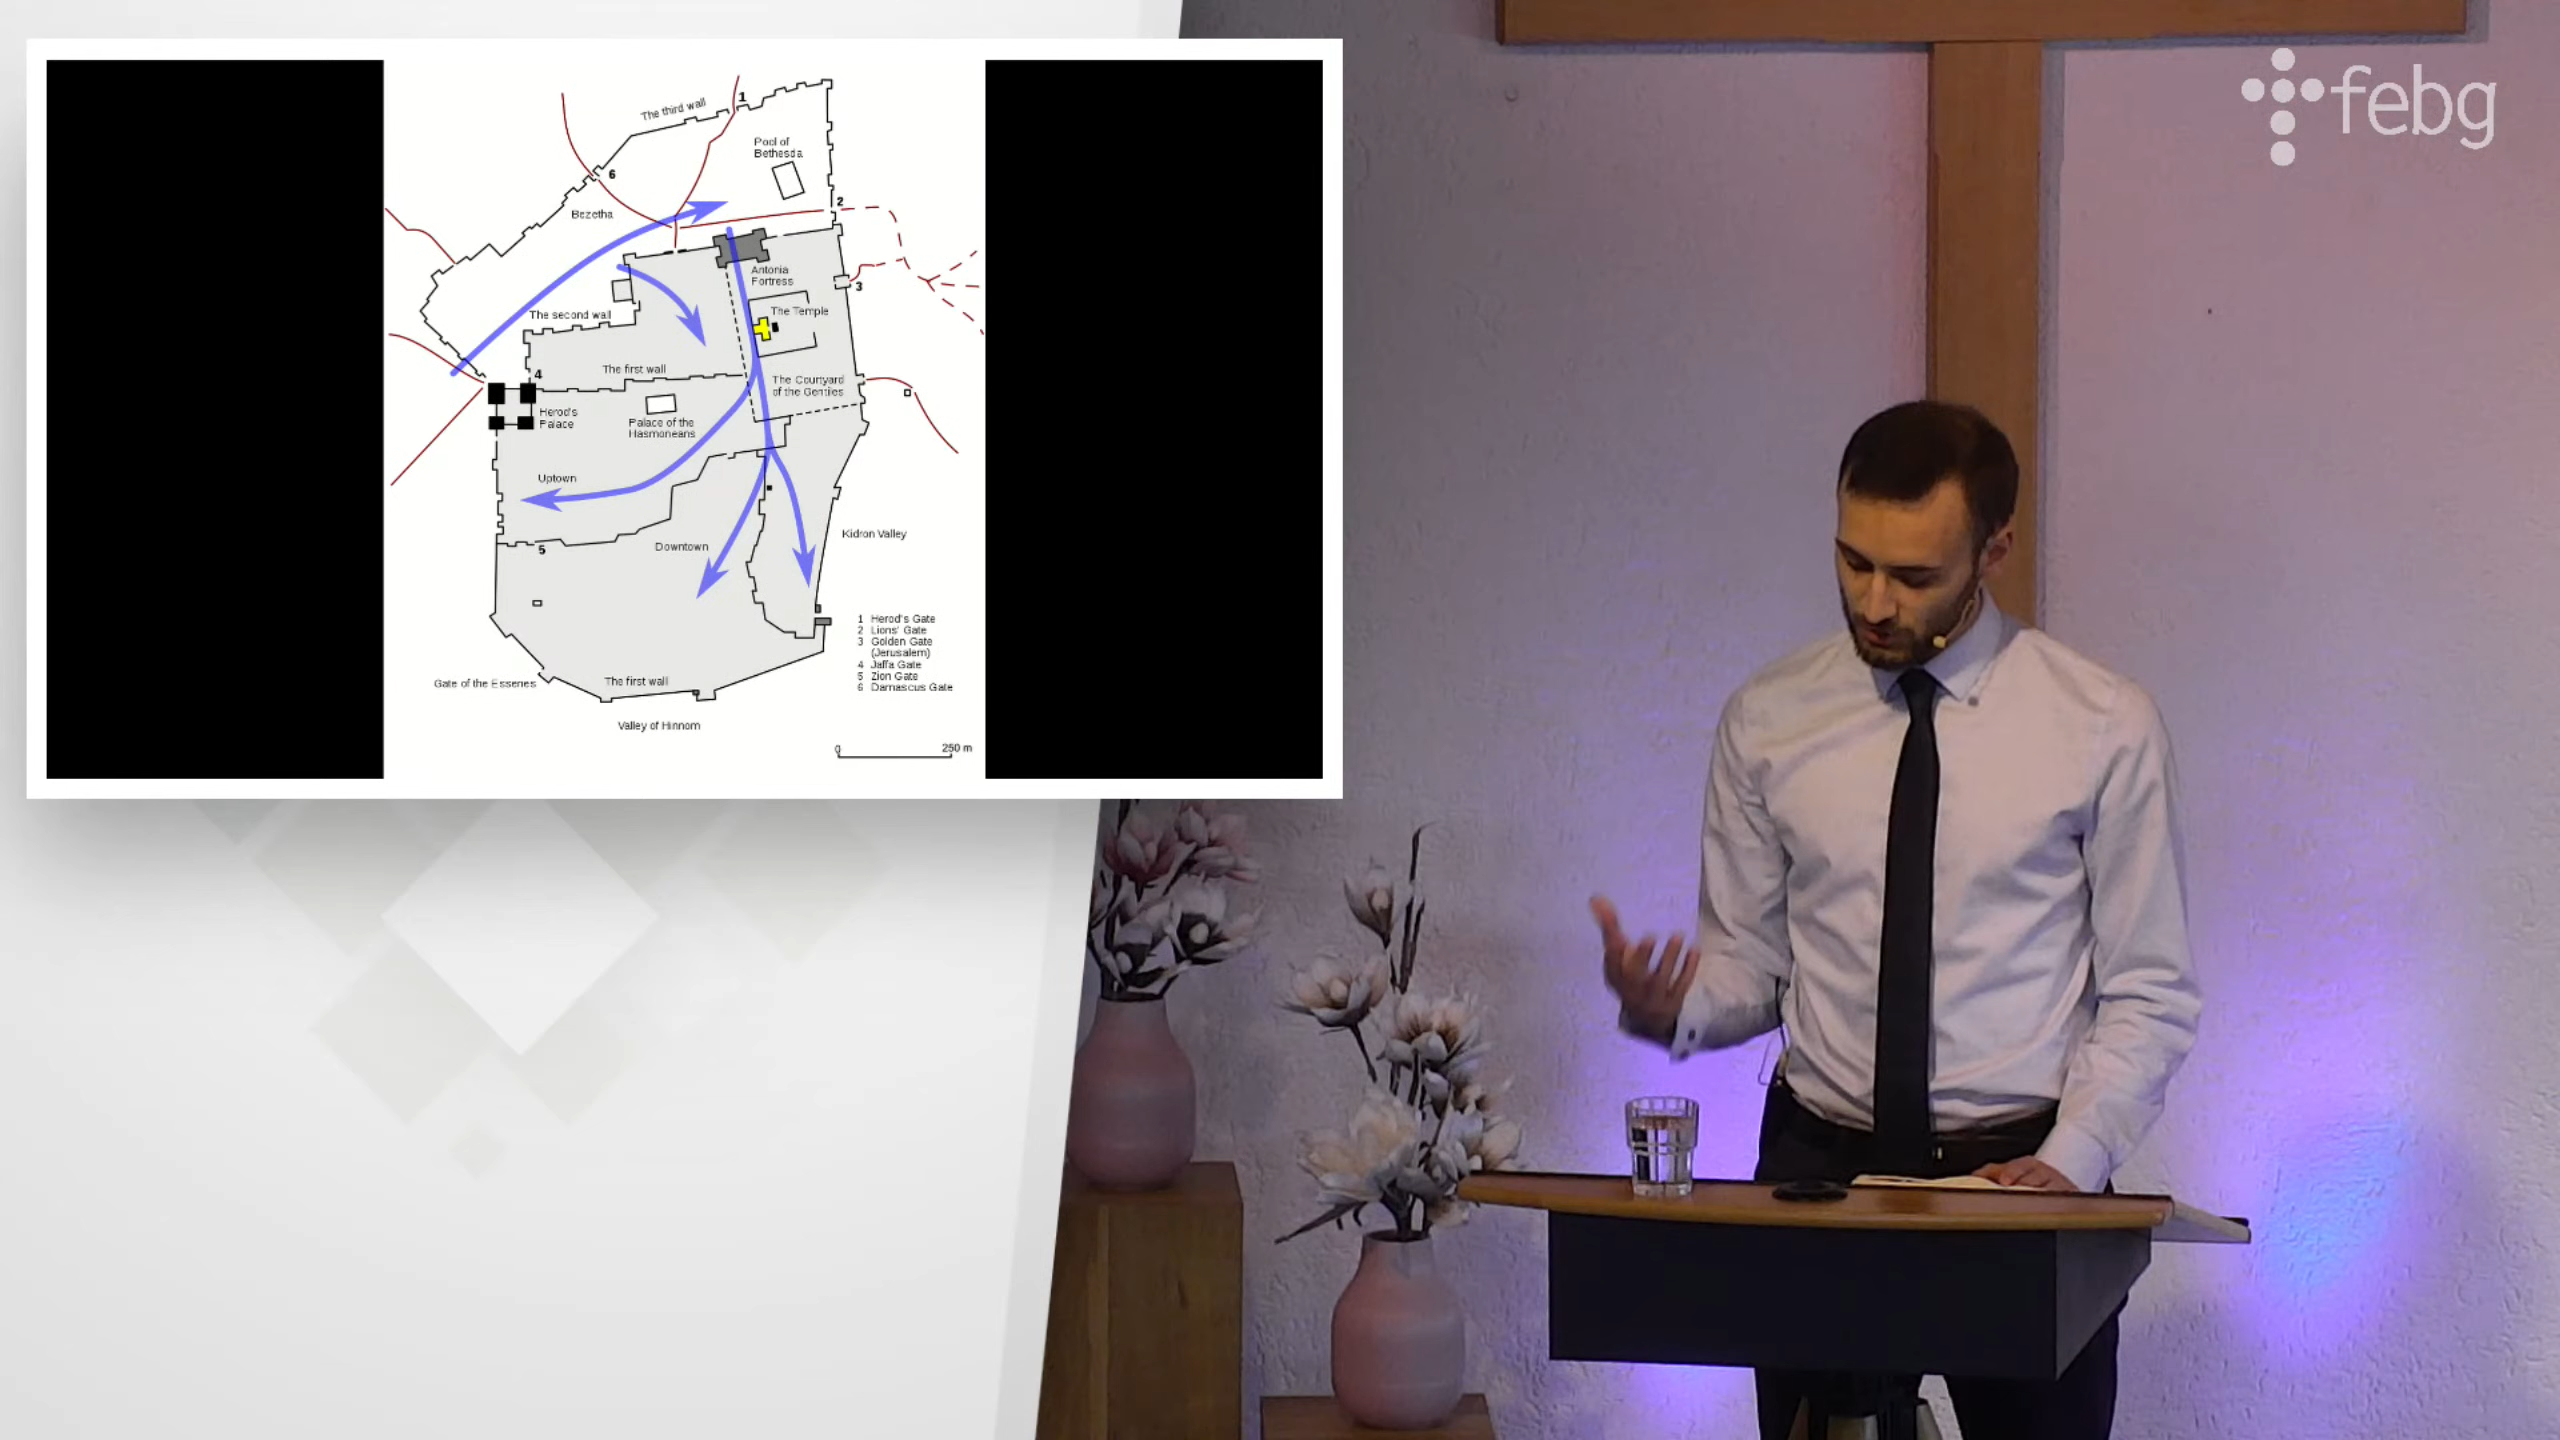 febg
The third wall
1
Pool of
Bethesda
6
2
Bezetha
Antonia
Fortress
3
The second wall
The Temple
The first wall
4
The Courtyard
of the Gentiles
Herod's
Palace
Palace of the
Hasmoneans
Uptown
Kidron Valley
Downtown
5
1 Herod's Gate
2 Lions' Gate
3 Golden Gate
(Jerusalem)
4 Jaffa Gate
5 Zion Gate
6 Damascus Gate
Gate of the Essenes
The first wall
Valley of Hinnom
0
250 m